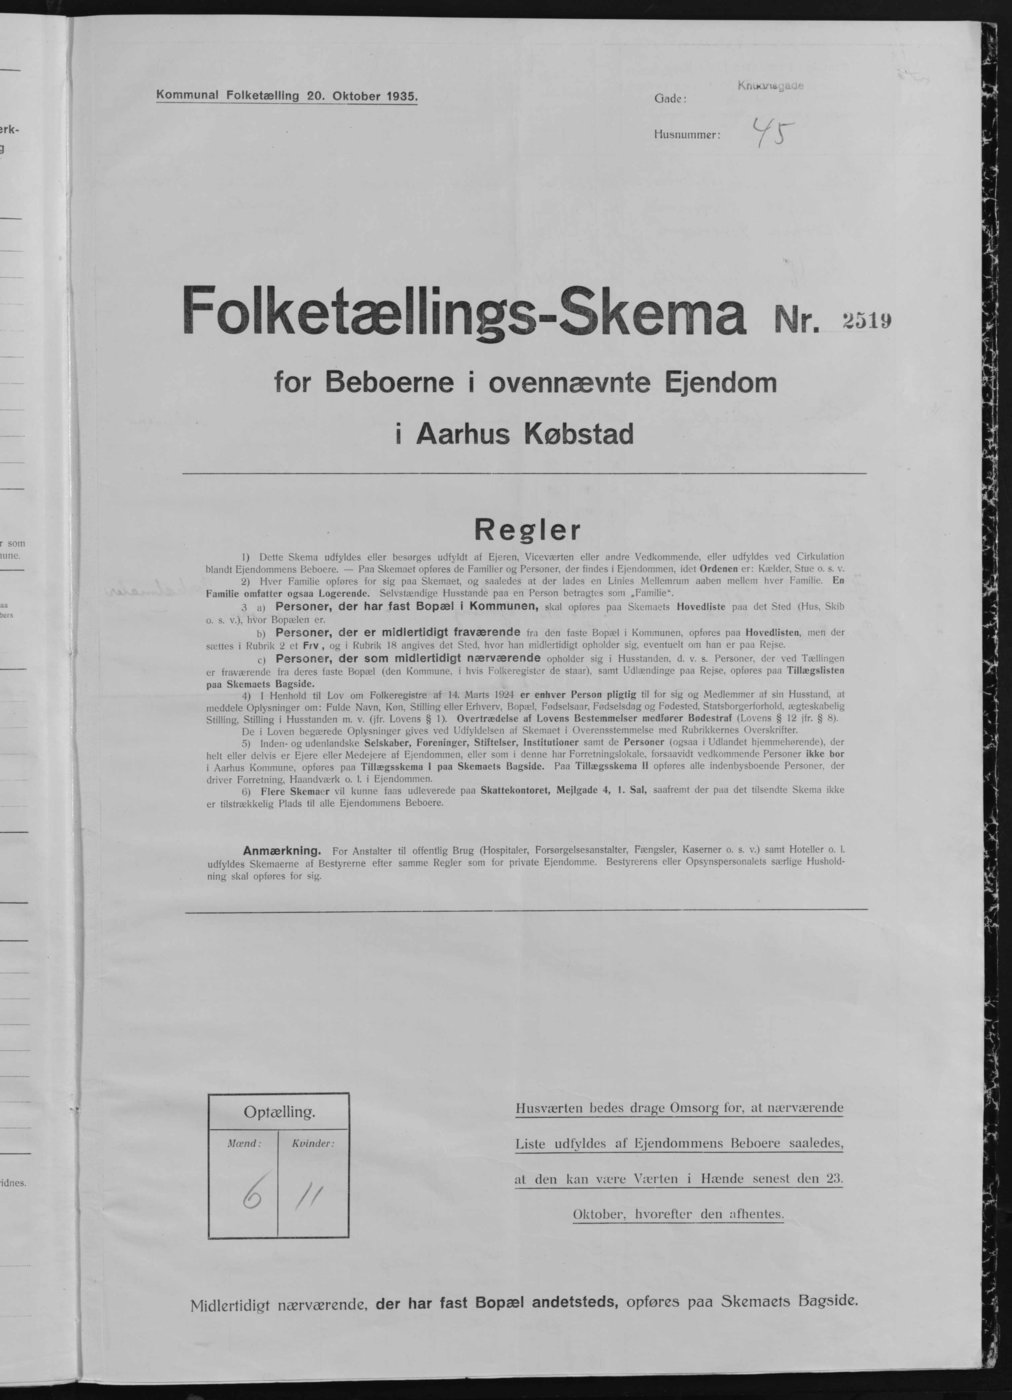 Kommunal Folketælling 20. Oktober 1935.
Gade:
Husnummer: 45
Folketællings-Skema Nr. 2519
for Beboerne i ovennævnte Ejendom
i Aarhus Købstad
Regler
1) Dette Skema udfyldes eller besørges udfyldt af Ejeren, Viceværten eller andre Vedkommende, eller udfyldes ved Cirkulation
blandt Ejendommens Beboere. — Paa Skemaet opføres de Familier og Personer, der findes i Ejendommen, idet Ordenen er: Kælder, Stue o. s. v.
2) Hver Familie opføres for sig paa Skemaet, og saaledes at der lades en Linies Mellemrum aaben mellem hver Familie. En
Familie omfatter ogsaa Logerende. Selvstændige Husstande paa en Person betragtes som „Familie“.
3 a) Personer, der har fast Bopæl i Kommunen, skal opføres paa Skemaets Hovedliste paa det Sted (Hus, Skib
o. s. v.), hvor Bopælen er.
b) Personer, der er midlertidigt fraværende fra den faste Bopæl i Kommunen, opføres paa Hovedlisten, men der
sættes i Rubrik 2 et Frv, og i Rubrik 18 angives det Sted, hvor han midlertidigt opholder sig, eventuelt om han er paa Rejse.
c) Personer, der som midlertidigt nærværende opholder sig i Husstanden, d. v. s. Personer, der ved Tællingen
er fraværende fra deres faste Bopæl (den Kommune, i hvis Folkeregister de staar), samt Udlændinge paa Rejse, opføres paa Tillægslisten
paa Skemaets Bagside.
4) I Henhold til Lov om Folkeregistre af 14. Marts 1924 er enhver Person pligtig til for sig og Medlemmer af sin Husstand, at
meddele Oplysninger om: Fulde Navn, Køn, Stilling eller Erhverv, Bopæl, Fødselsaar, Fødselsdag og Fødested, Statsborgerforhold, ægteskabelig
Stilling, Stilling i Husstanden m. v. (jfr. Lovens § 1). Overtrædelse af Lovens Bestemmelser medfører Bødestraf (Lovens § 12 jfr. § 8).
De i Loven begærede Oplysninger gives ved Udfyldelsen af Skemaet i Overensstemmelse med Rubrikkernes Overskrifter.
5) Inden- og udenlandske Selskaber, Foreninger, Stiftelser, Institutioner samt de Personer (ogsaa i Udlandet hjemmehørende), der
helt eller delvis er Ejere eller Medejere af Ejendommen, eller som i denne har Forretningslokale, forsaavidt vedkommende Personer ikke bor
i Aarhus Kommune, opføres paa Tillægsskema I paa Skemaets Bagside. Paa Tillægsskema II opføres alle indenbysboende Personer, der
driver Forretning, Haandværk o. l. i Ejendommen.
6) Flere Skemaer vil kunne faas udleverede paa Skattekontoret, Mejlgade 4, 1. Sal, saafremt der paa det tilsendte Skema ikke
er tilstrækkelig Plads til alle Ejendommens Beboere.
Anmærkning. For Anstalter til offentlig Brug (Hospitaler, Forsørgelsesanstalter, Fængsler, Kaserner o. s. v.) samt Hoteller o. l.
udfyldes Skemaerne af Bestyrerne efter samme Regler som for private Ejendomme. Bestyrerens eller Opsynspersonalets særlige Hushold-
ning skal opføres for sig.
Optælling.
Mænd: Kvinder:
6 11
Husværten bedes drage Omsorg for, at nærværende
Liste udfyldes af Ejendommens Beboere saaledes,
at den kan være Værten i Hænde senest den 23.
Oktober, hvorefter den afhentes.
Midlertidigt nærværende, der har fast Bopæl andetsteds, opføres paa Skemaets Bagside.